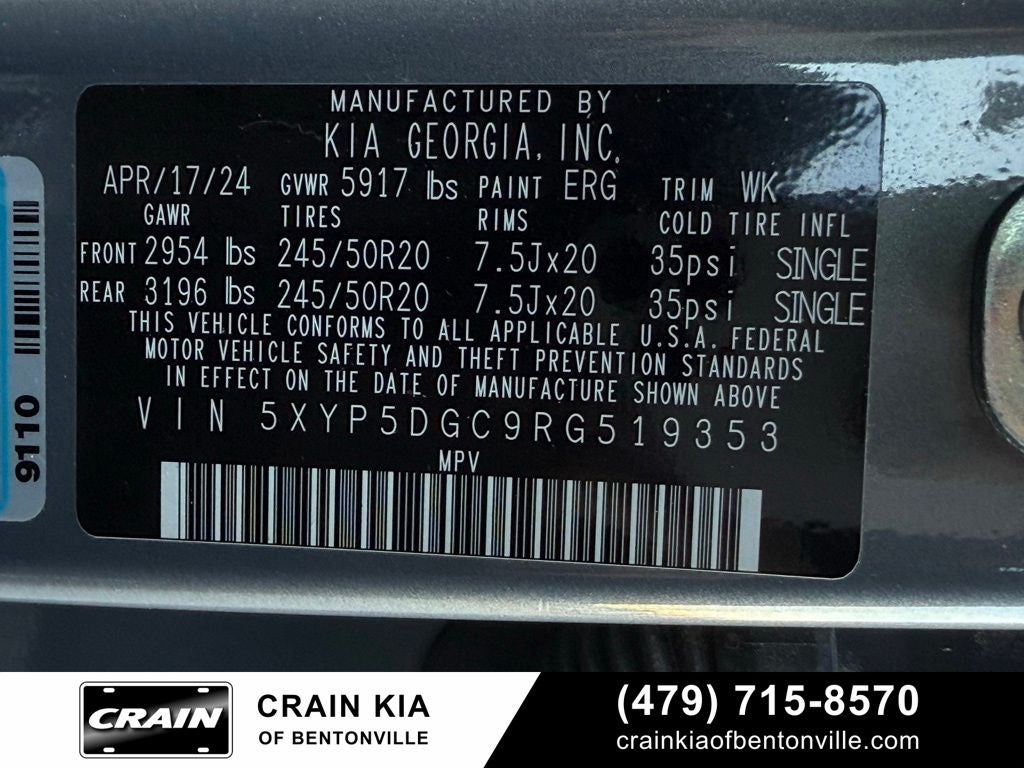 MANUFACTURED BY
KIA GEORGIA, INC.
APR/17/24 GVWR 5917 lbs PAINT ERG TRIM WK
GAWR TIRES RIMS COLD TIRE INFL
FRONT 2954 lbs 245/50R20 7.5Jx20 35psi SINGLE
REAR 3196 lbs 245/50R20 7.5Jx20 35psi SINGLE
THIS VEHICLE CONFORMS TO ALL APPLICABLE U.S.A. FEDERAL
MOTOR VEHICLE SAFETY AND THEFT PREVENTION STANDARDS
IN EFFECT ON THE DATE OF MANUFACTURE SHOWN ABOVE
VIN 5XYP5DGC9RG519353
MPV
9110
CRAIN
CRAIN KIA
OF BENTONVILLE
(479) 715-8570
crainkiaofbentonville.com